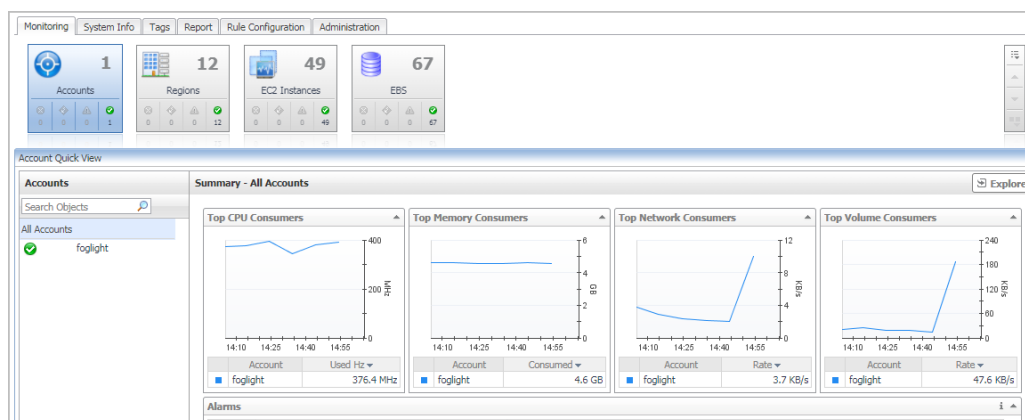 Monitoring System Info Tags Report Rule Configuration Administration
1 12 49 67
Accounts Regions EC2 Instances EBS
0 0 0 1 0 0 0 12 0 0 0 49 0 0 0 67
Account Quick View
Accounts Summary - All Accounts Explore
Search Objects
All Accounts
foglight
Top CPU Consumers Top Memory Consumers Top Network Consumers Top Volume Consumers
400 6 12 240
200 MHz 4 GB 8 KB/s 180 KB/s
2 4 120
60
0 0 0 0
14:10 14:25 14:40 14:55 14:10 14:25 14:40 14:55 14:10 14:25 14:40 14:55 14:10 14:25 14:40 14:55
Account Used Hz Account Consumed Account Rate Account Rate
foglight 376.4 MHz foglight 4.6 GB foglight 3.7 KB/s foglight 47.6 KB/s
Alarms i